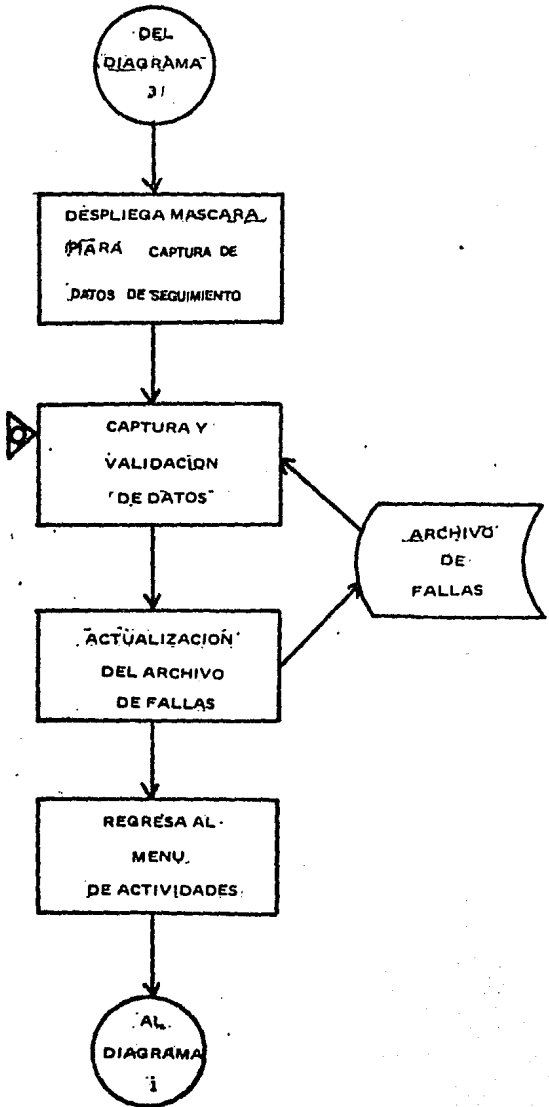 DEL
DIAGRAMA
31
DESPLIEGA MASCARA
PARA CAPTURA DE
DATOS DE SEGUIMIENTO
CAPTURA Y
VALIDACION
DE DATOS
ARCHIVO
DE
FALLAS
ACTUALIZACION
DEL ARCHIVO
DE FALLAS
REGRESA AL
MENU
DE ACTIVIDADES
AL
DIAGRAMA
1